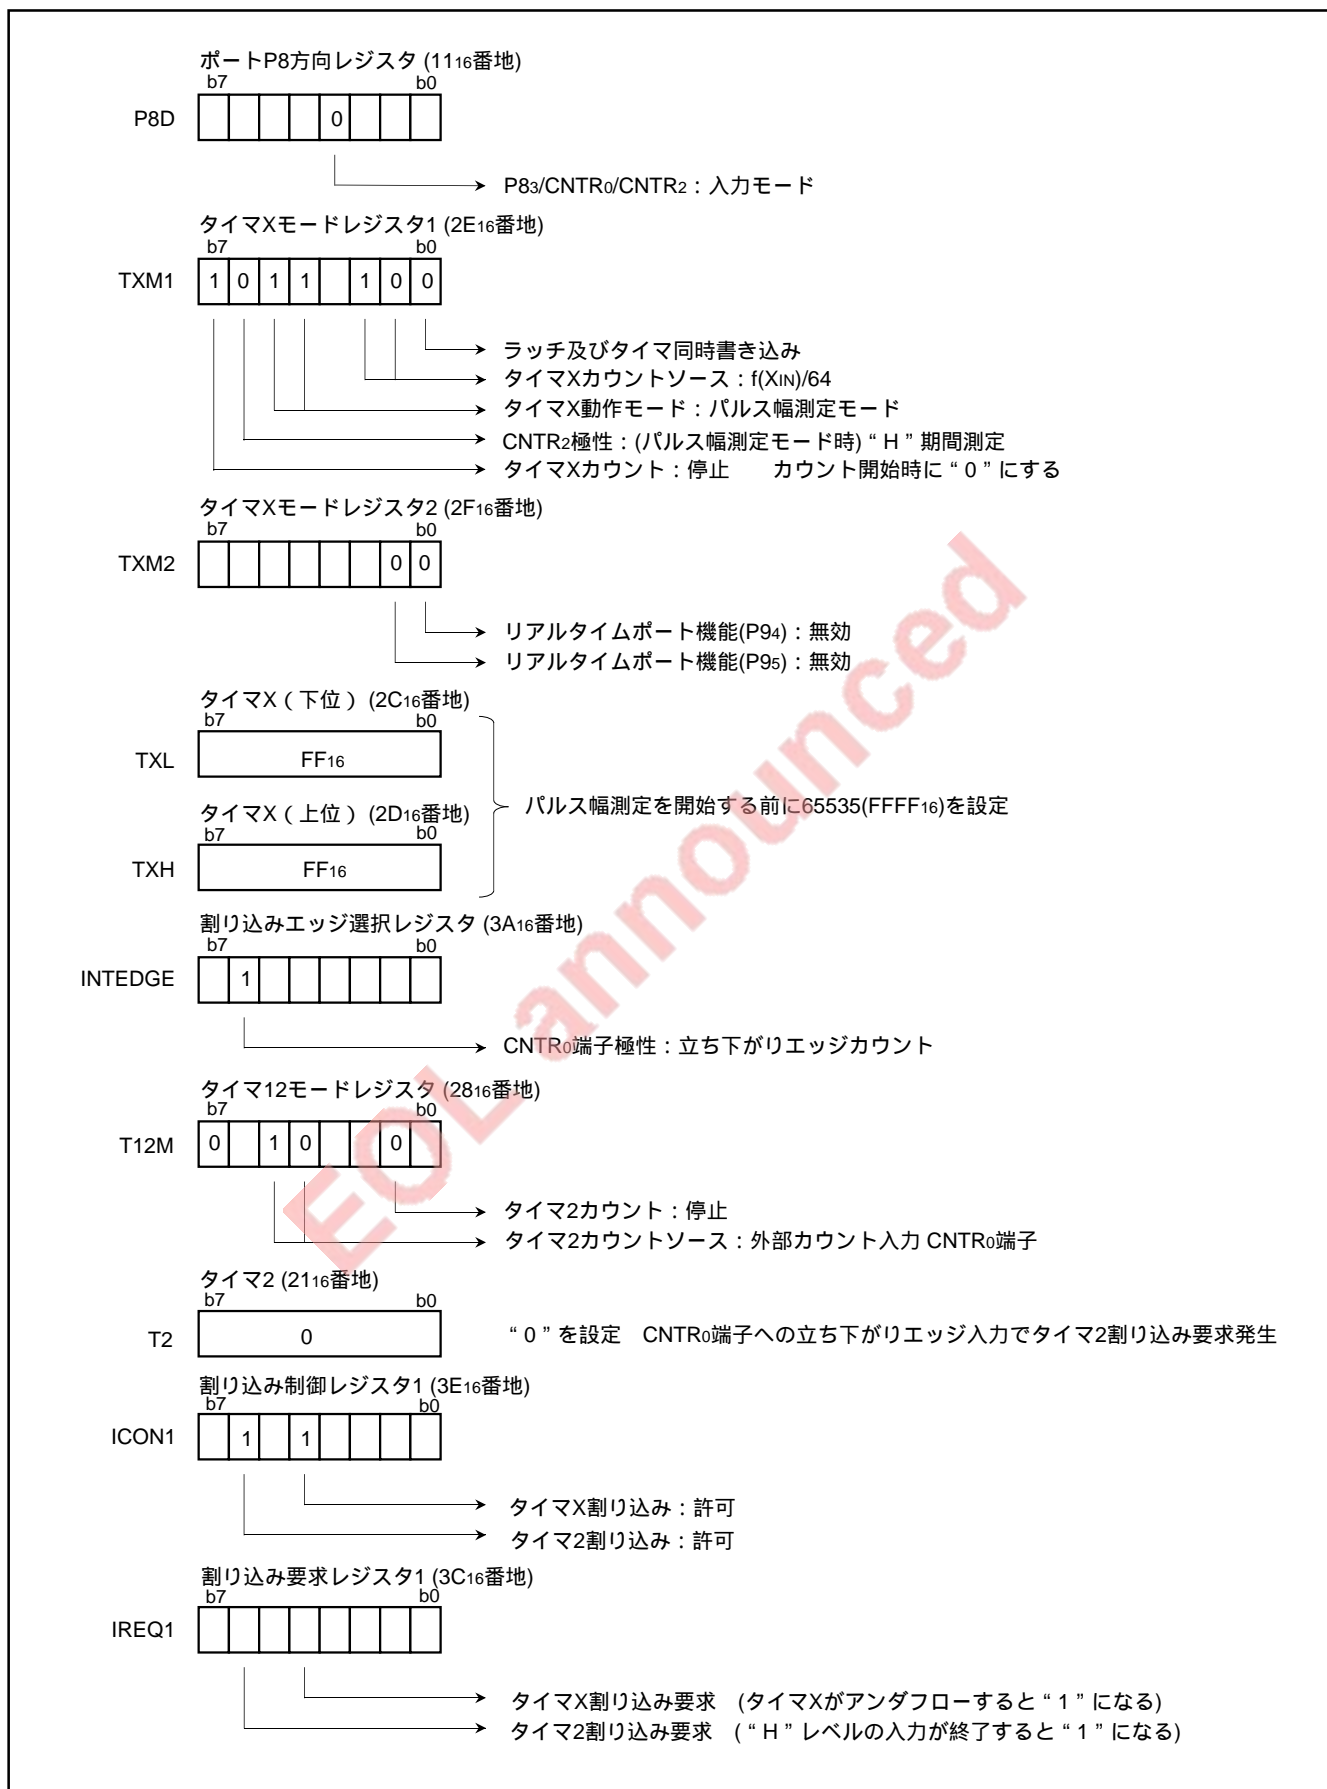 ポートP8方向レジスタ (1116番地)
b7 b0
P8D 0
P83/CNTR0/CNTR2：入力モード
タイマXモードレジスタ1 (2E16番地)
b7 b0
TXM1 1 0 1 1 1 0 0
ラッチ及びタイマ同時書き込み
タイマXカウントソース：f(XIN)/64
タイマX動作モード：パルス幅測定モード
CNTR2極性：(パルス幅測定モード時) “ H ” 期間測定
タイマXカウント：停止　カウント開始時に “ 0 ” にする
タイマXモードレジスタ2 (2F16番地)
b7 b0
TXM2 0 0
リアルタイムポート機能(P94)：無効
リアルタイムポート機能(P95)：無効
タイマX（下位）(2C16番地)
b7 b0
TXL FF16
パルス幅測定を開始する前に65535(FFFF16)を設定
タイマX（上位）(2D16番地)
b7 b0
TXH FF16
割り込みエッジ選択レジスタ (3A16番地)
b7 b0
INTEDGE 1
CNTR0端子極性：立ち下がりエッジカウント
タイマ12モードレジスタ (2816番地)
b7 b0
T12M 0 1 0 0
タイマ2カウント：停止
タイマ2カウントソース：外部カウント入力 CNTR0端子
タイマ2 (2116番地)
b7 b0
T2 0 “ 0 ” を設定　CNTR0端子への立ち下がりエッジ入力でタイマ2割り込み要求発生
割り込み制御レジスタ1 (3E16番地)
b7 b0
ICON1 1 1
タイマX割り込み：許可
タイマ2割り込み：許可
割り込み要求レジスタ1 (3C16番地)
b7 b0
IREQ1
タイマX割り込み要求　(タイマXがアンダフローすると “ 1 ” になる)
タイマ2割り込み要求　( “ H ” レベルの入力が終了すると “ 1 ” になる)
EOL announced